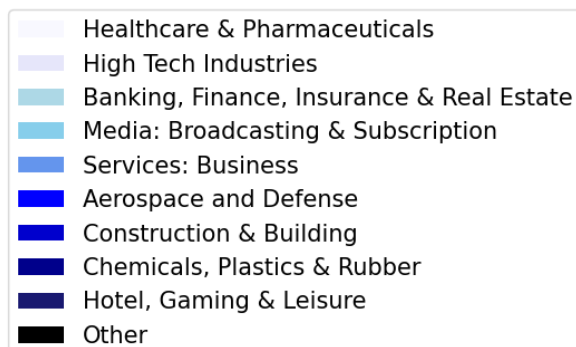 Healthcare & Pharmaceuticals
High Tech Industries
Banking, Finance, Insurance & Real Estate
Media: Broadcasting & Subscription
Services: Business
Aerospace and Defense
Construction & Building
Chemicals, Plastics & Rubber
Hotel, Gaming & Leisure
Other